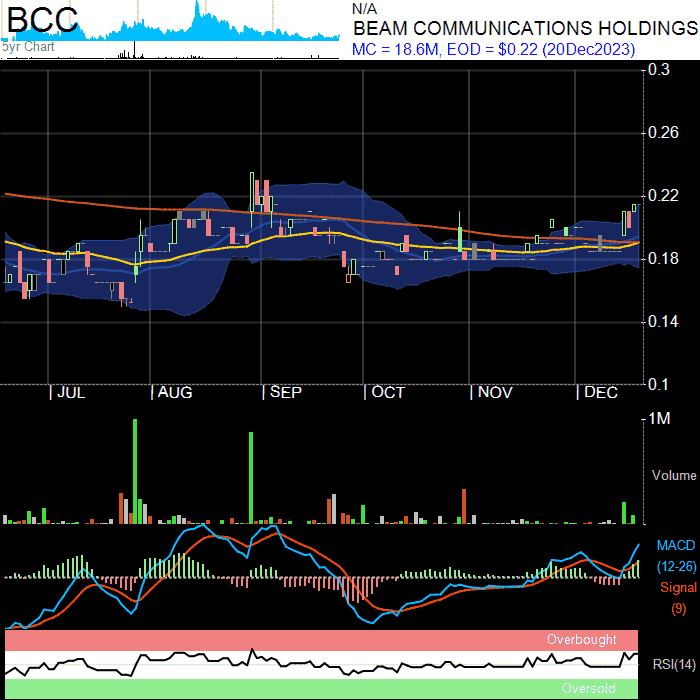 BCC
5yr Chart
N/A
BEAM COMMUNICATIONS HOLDINGS
MC = 18.6M, EOD = $0.22 (20Dec2023)
0.3
0.26
0.22
0.18
0.14
0.1
| JUL | AUG | SEP | OCT | NOV | DEC
1M
Volume
MACD
(12-26)
Signal
(9)
Overbought
RSI(14)
Oversold